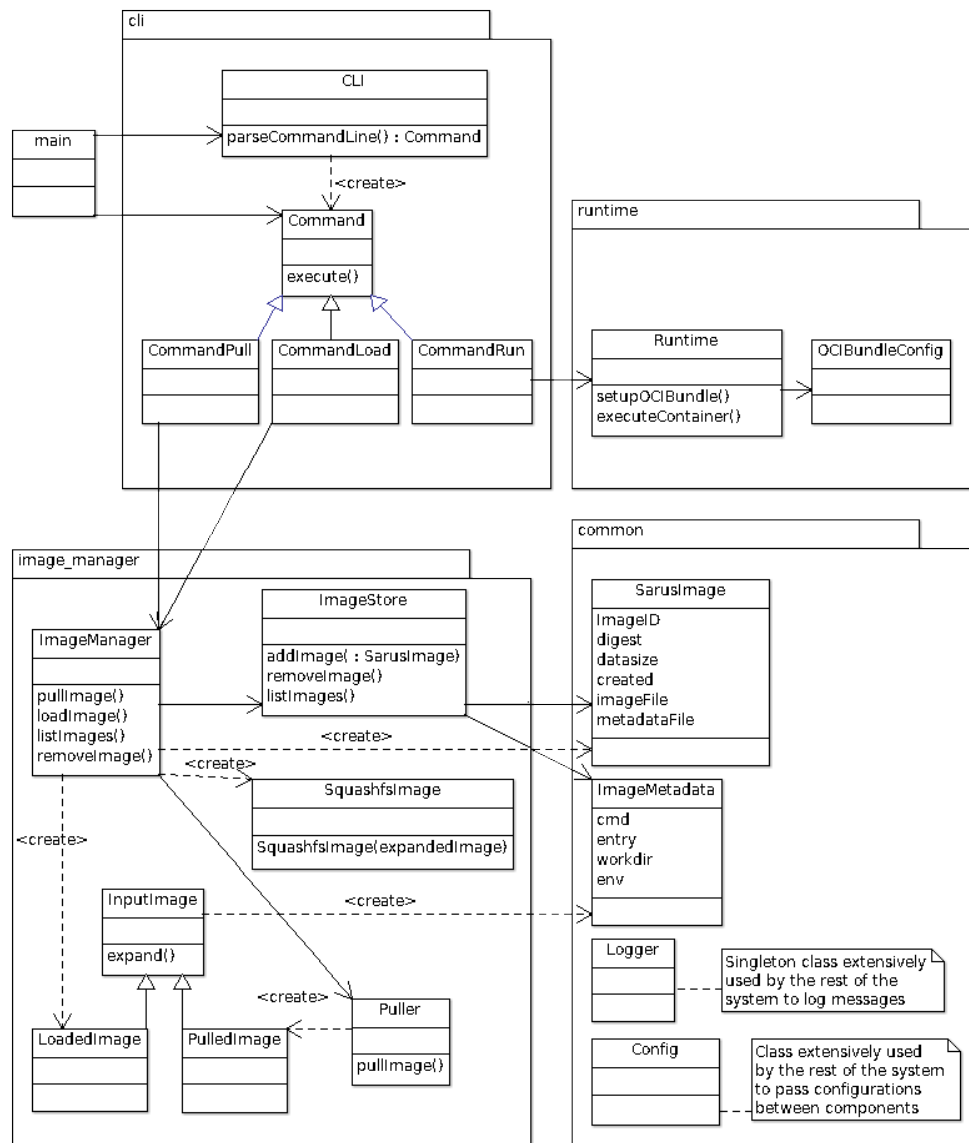 cli
CLI
parseCommandLine() : Command
main
<create>
Command
execute()
CommandPull
CommandLoad
CommandRun
runtime
Runtime
setupOCIBundle()
executeContainer()
OCIBundleConfig
image_manager
ImageManager
pullImage()
loadImage()
listImages()
removeImage()
ImageStore
addImage( : SarusImage)
removeImage()
listImages()
<create>
<create>
SquashfsImage
SquashfsImage(expandedImage)
<create>
InputImage
expand()
<create>
<create>
LoadedImage
PulledImage
Puller
pullImage()
common
SarusImage
ImageID
digest
datasize
created
imageFile
metadataFile
ImageMetadata
cmd
entry
workdir
env
Logger
Singleton class extensively
used by the rest of the
system to log messages
Config
Class extensively used
by the rest of the system
to pass configurations
between components